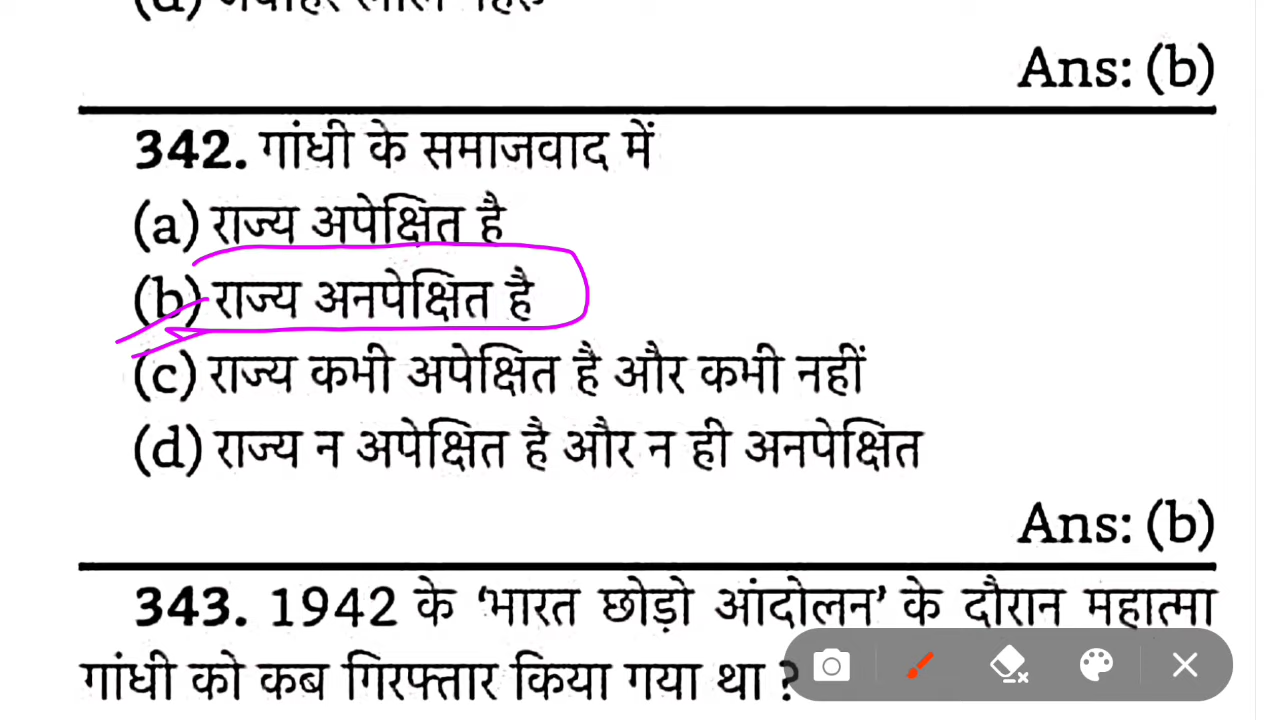 Ans: (b)
342. गांधी के समाजवाद में
(a) राज्य अपेक्षित है
(b) राज्य अनपेक्षित है
(c) राज्य कभी अपेक्षित है और कभी नहीं
(d) राज्य न अपेक्षित है और न ही अनपेक्षित
Ans: (b)
343. 1942 के 'भारत छोड़ो आंदोलन' के दौरान महात्मा
गांधी को कब गिरफ्तार किया गया था ?